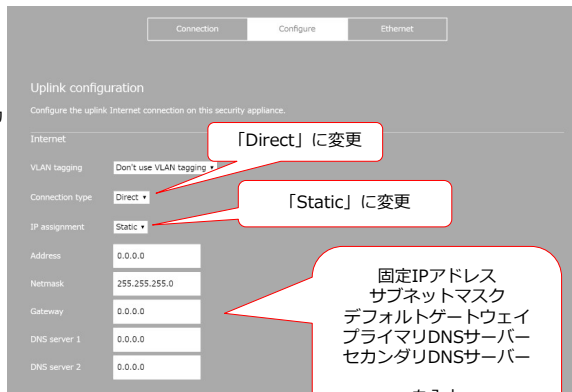 Connection
Configure
Ethernet
Uplink configuration
Configure the uplink Internet connection on this security appliance.
Internet
「Direct」に変更
VLAN tagging
Don't use VLAN tagging
Connection type
Direct
「Static」に変更
IP assignment
Static
Address
0.0.0.0
Netmask
255.255.255.0
Gateway
0.0.0.0
DNS server 1
0.0.0.0
DNS server 2
0.0.0.0
固定IPアドレス
サブネットマスク
デフォルトゲートウェイ
プライマリDNSサーバー
セカンダリDNSサーバー